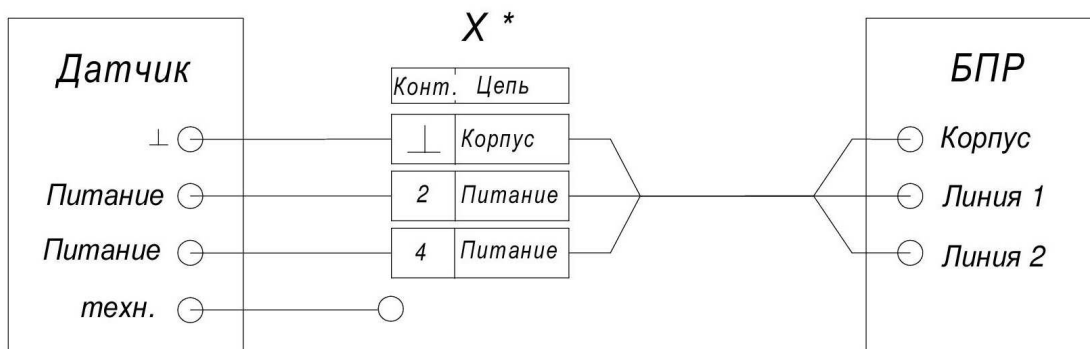 X *
Датчик
БПР
Конт. Цепь
⊥ ⊥ Корпус Корпус
Питание 2 Питание Линия 1
Питание 4 Питание Линия 2
техн.